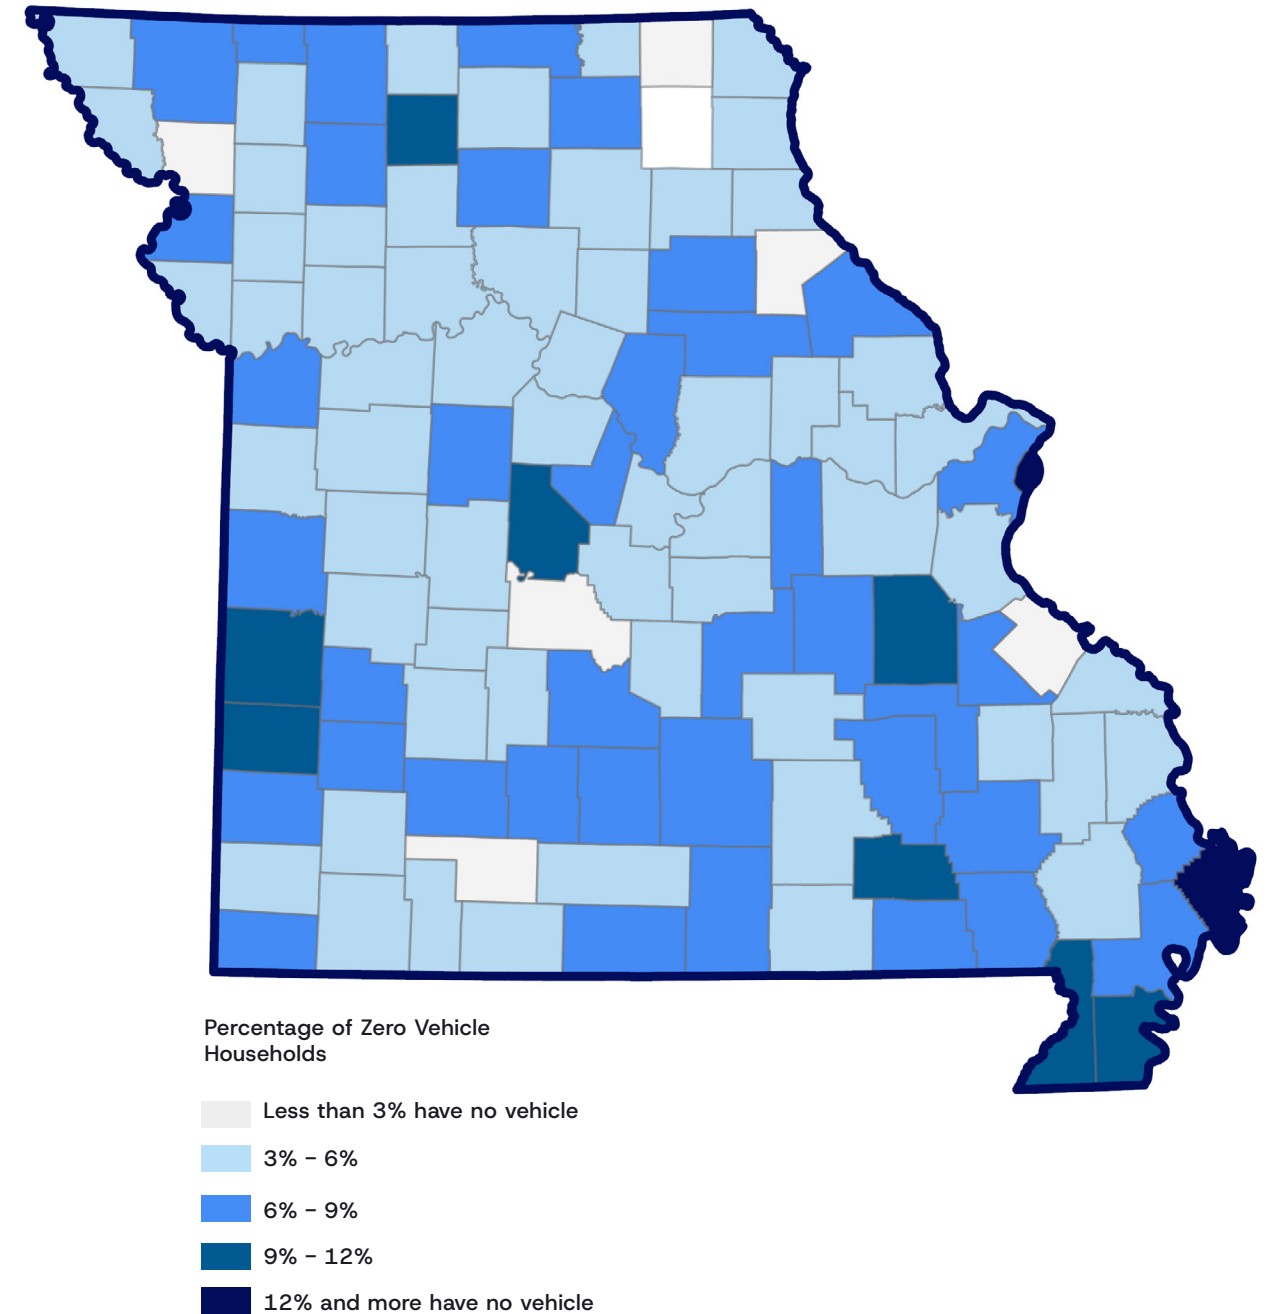 Percentage of Zero Vehicle
Households
Less than 3% have no vehicle
3% – 6%
6% – 9%
9% – 12%
12% and more have no vehicle